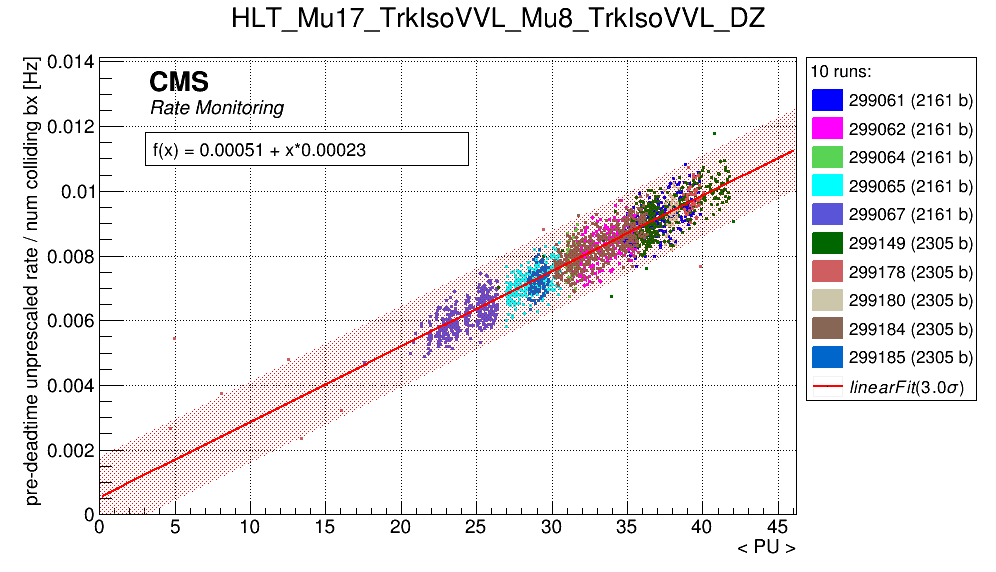 HLT_Mu17_TrkIsoVVL_Mu8_TrkIsoVVL_DZ
pre-deadtime unprescaled rate / num colliding bx [Hz]
0.014
0.012
0.01
0.008
0.006
0.004
0.002
0
CMS
Rate Monitoring
f(x) = 0.00051 + x*0.00023
0 5 10 15 20 25 30 35 40 45
< PU >
10 runs:
299061 (2161 b)
299062 (2161 b)
299064 (2161 b)
299065 (2161 b)
299067 (2161 b)
299149 (2305 b)
299178 (2305 b)
299180 (2305 b)
299184 (2305 b)
299185 (2305 b)
linearFit(3.0σ)